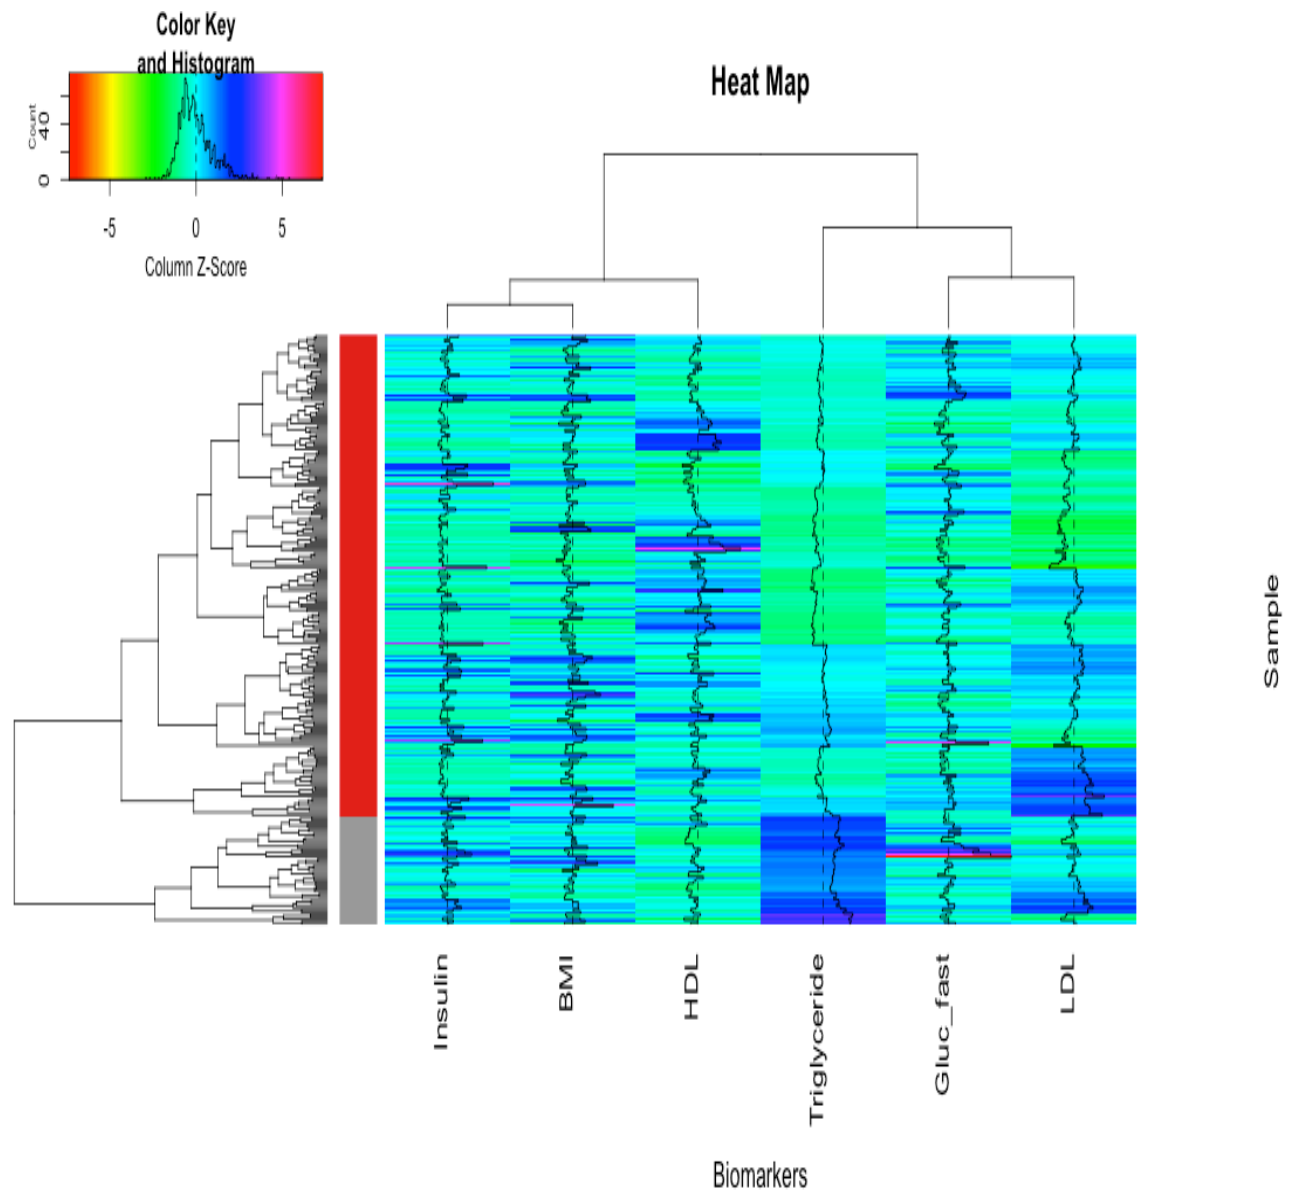 Color Key
and Histogram
Count
0
40
-5
0
5
Column Z-Score
Heat Map
Sample
Insulin
BMI
HDL
Triglyceride
Gluc_fast
LDL
Biomarkers